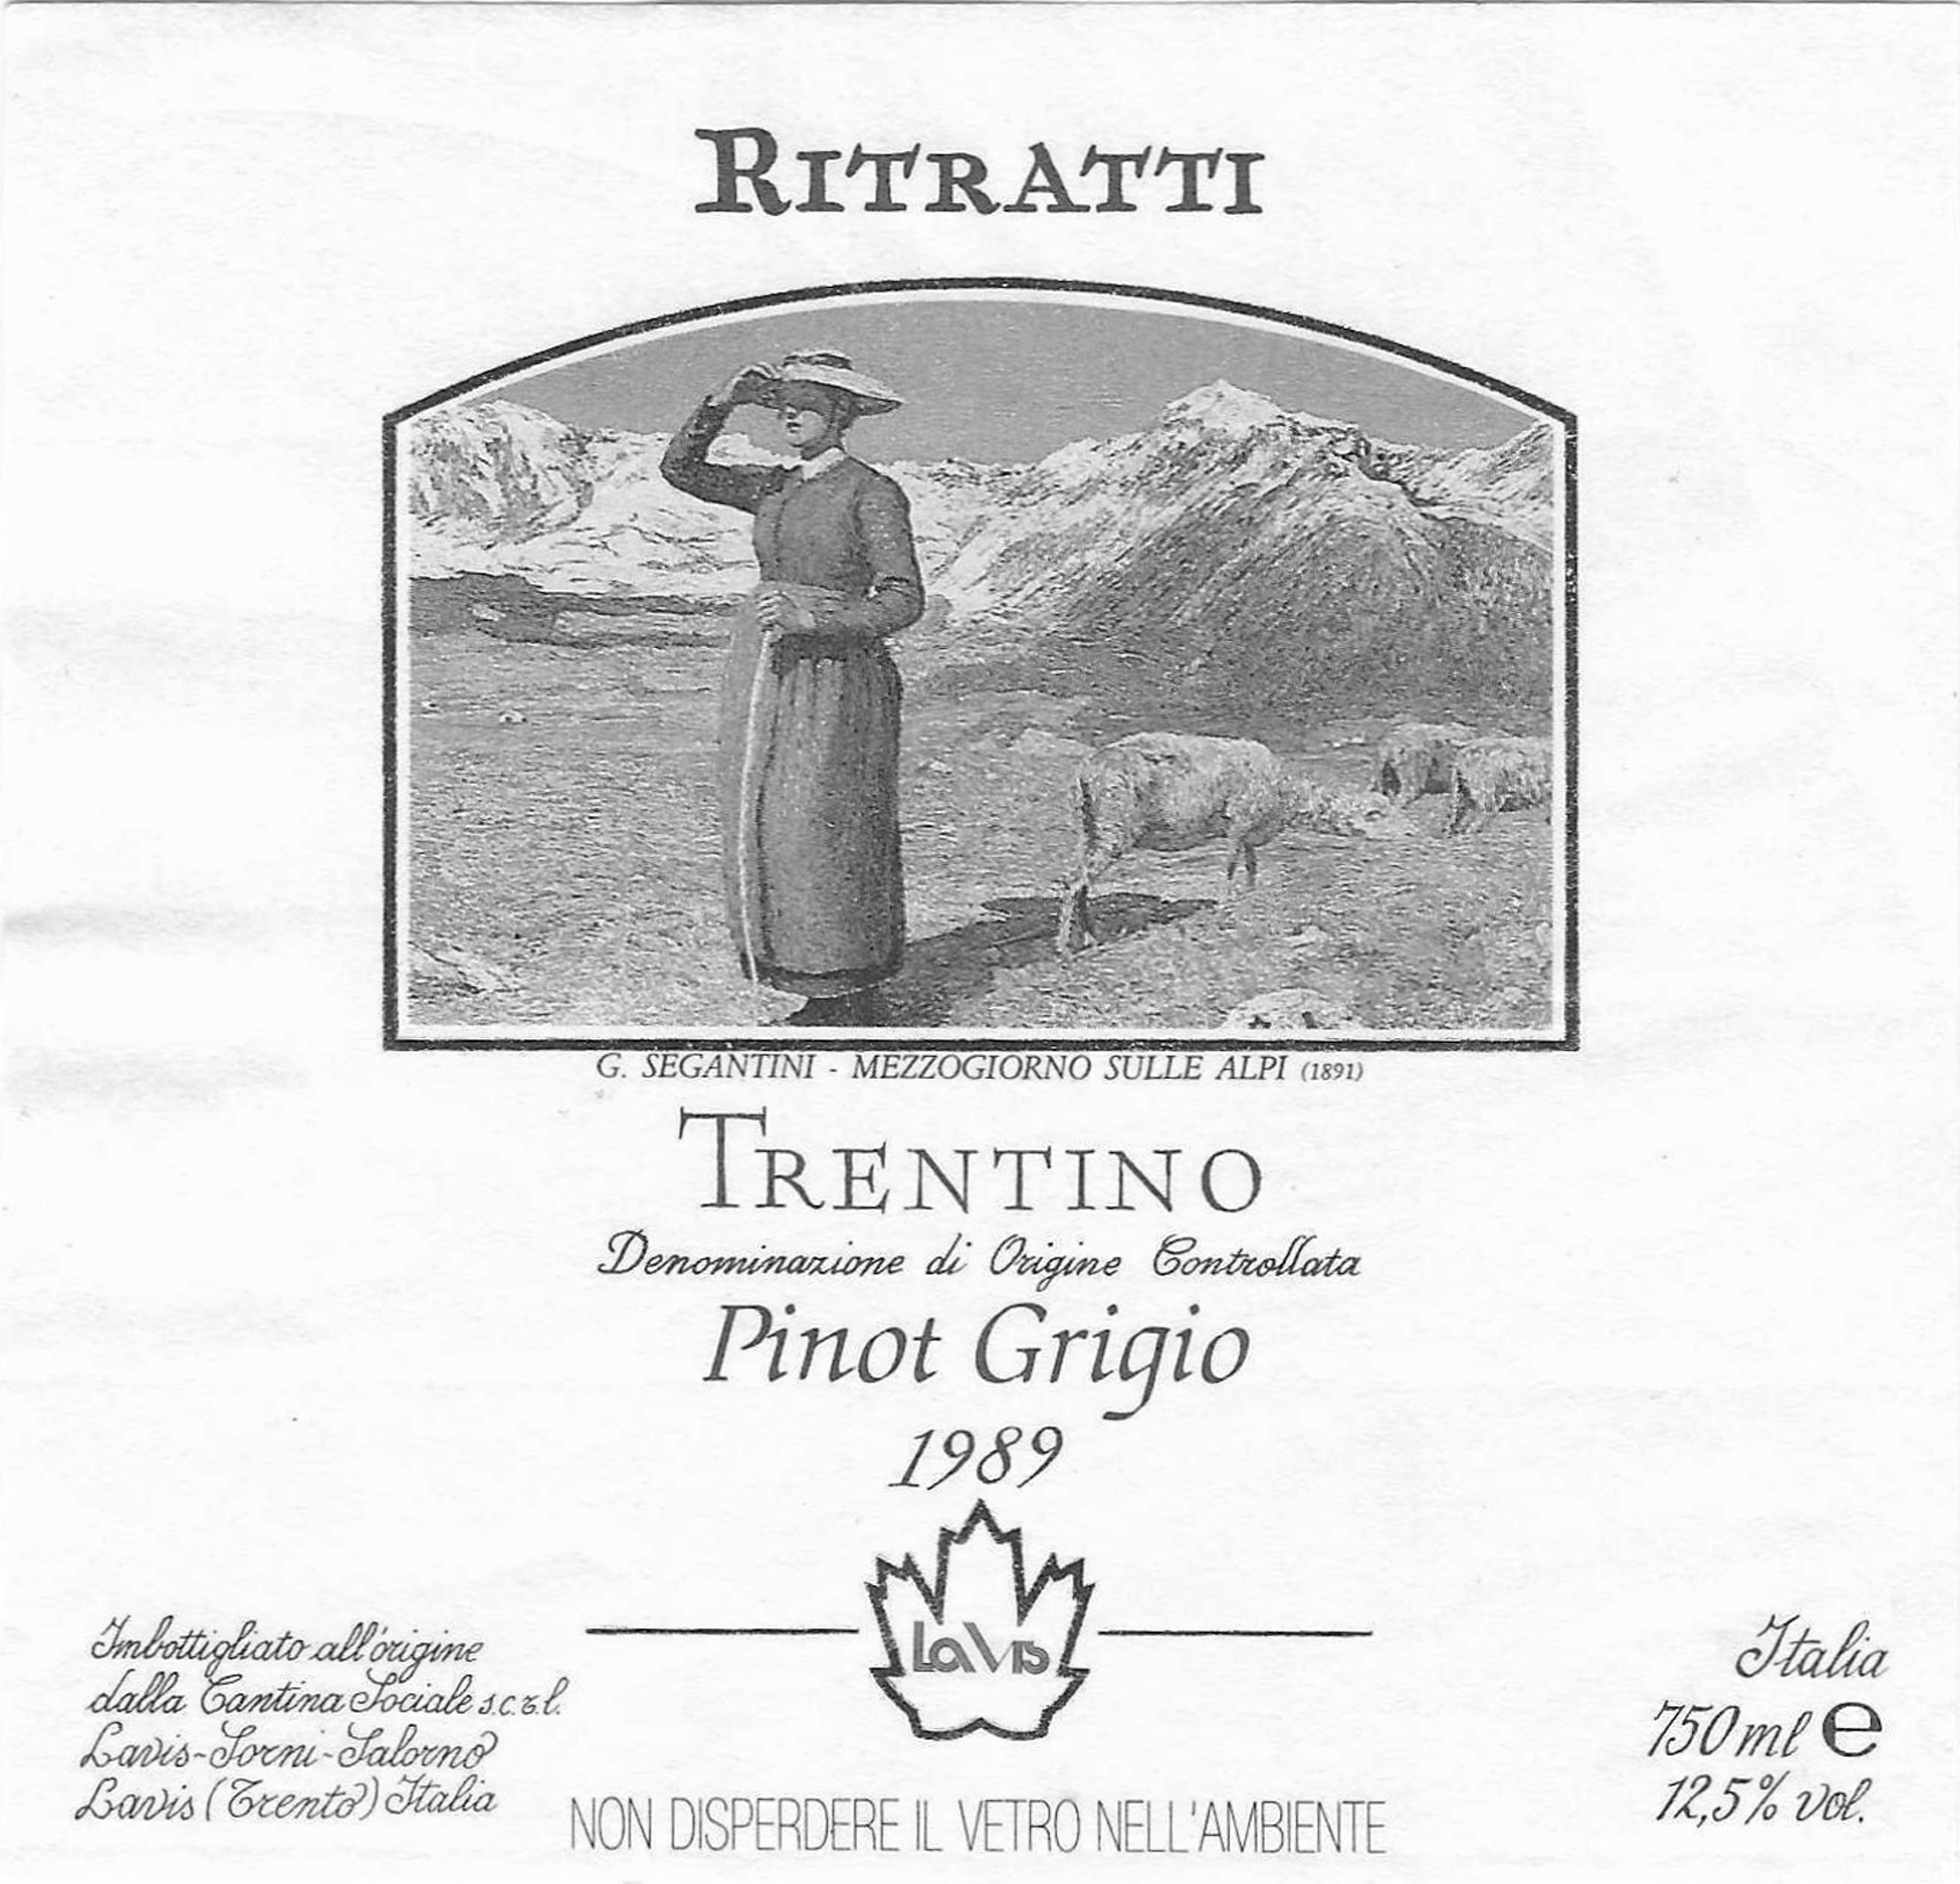 RITRATTI
G. SEGANTINI - MEZZOGIORNO SULLE ALPI (1891)
TRENTINO
Denominazione di Origine Controllata
Pinot Grigio
1989
LaVis
Imbottigliato all'origine
dalla Cantina Sociale s.c.r.l.
Lavis-Sorni-Salorno
Lavis (Trento) Italia
Italia
750 ml e
12,5% vol.
NON DISPERDERE IL VETRO NELL'AMBIENTE